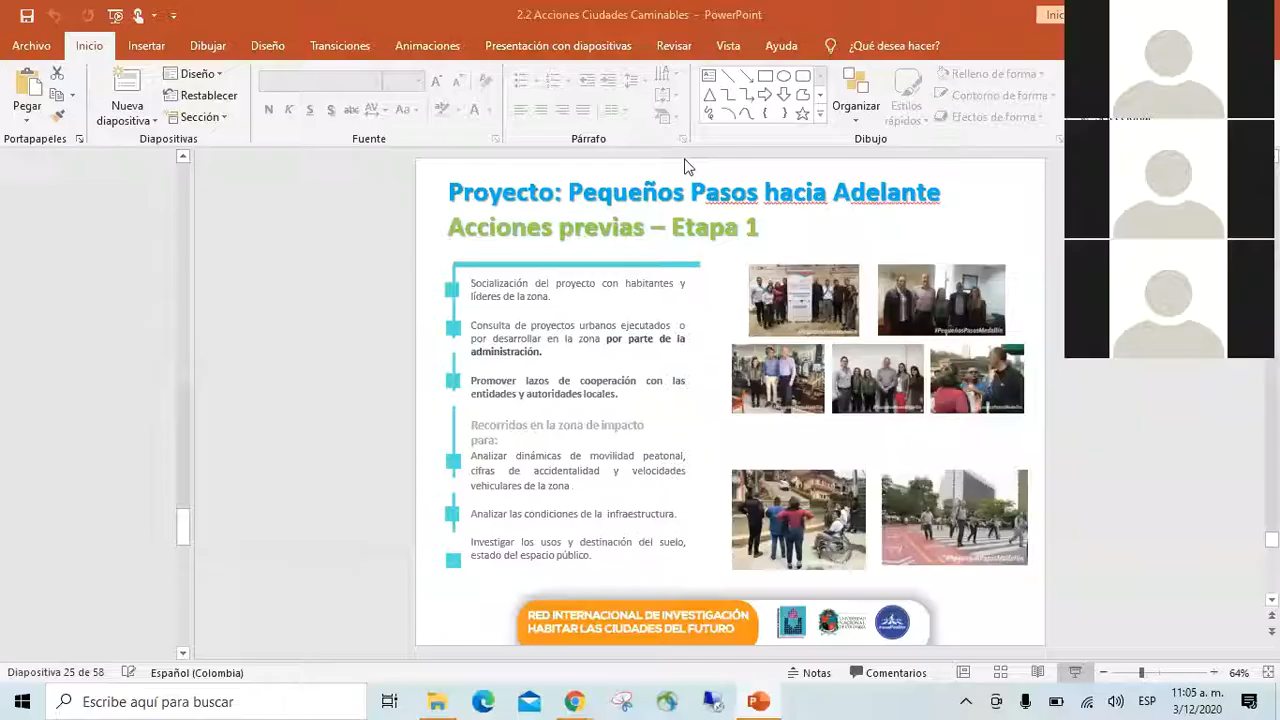 2.2 Acciones Ciudades Caminables - PowerPoint
Inic
Archivo Inicio Insertar Dibujar Diseño Transiciones Animaciones Presentación con diapositivas Revisar Vista Ayuda ¿Qué desea hacer?
Pegar
Nueva diapositiva
Diseño
Restablecer
Sección
Organizar
Estilos rápidos
Relleno de forma
Contorno de forma
Efectos de forma
Portapapeles Diapositivas Fuente Párrafo Dibujo
Proyecto: Pequeños Pasos hacia Adelante
Acciones previas – Etapa 1
Socialización del proyecto con habitantes y
líderes de la zona.
Consulta de proyectos urbanos ejecutados o
por desarrollar en la zona por parte de la
administración.
Promover lazos de cooperación con las
entidades y autoridades locales.
Recorridos en la zona de impacto
para:
Analizar dinámicas de movilidad peatonal,
cifras de accidentalidad y velocidades
vehiculares de la zona.
Analizar las condiciones de la infraestructura.
Investigar los usos y destinación del suelo,
estado del espacio público.
#PequeñosPasosMedellín
RED INTERNACIONAL DE INVESTIGACIÓN
HABITAR LAS CIUDADES DEL FUTURO
Diapositiva 25 de 58 Español (Colombia) Notas Comentarios 64%
Escribe aquí para buscar
ESP
11:05 a. m.
3/12/2020